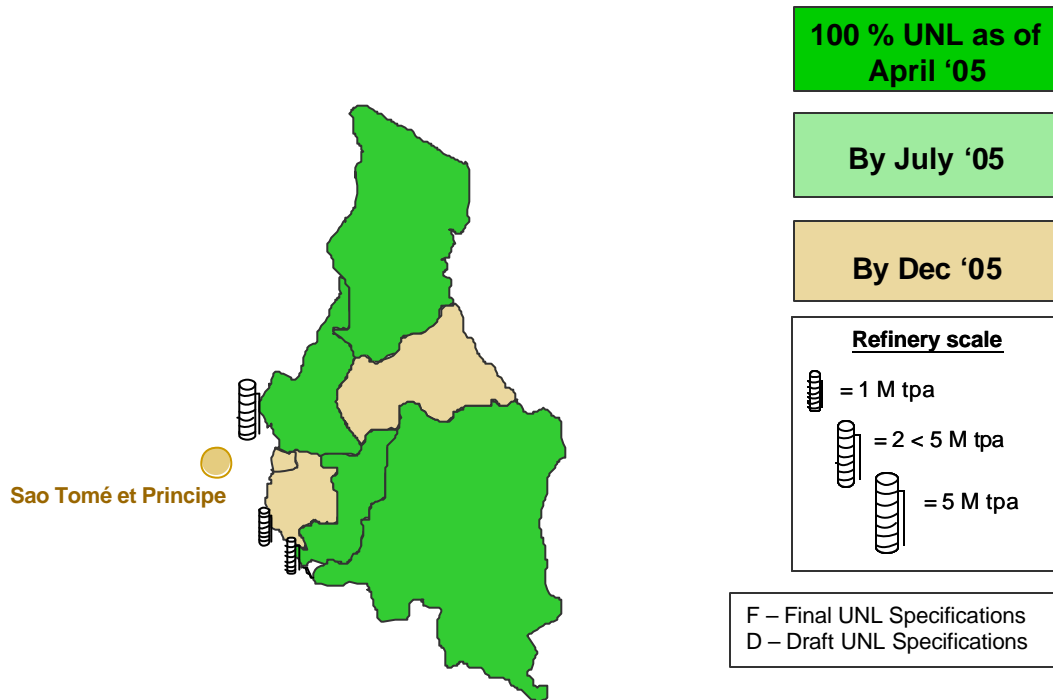 100 % UNL as of
April ‘05
By July ‘05
By Dec ‘05
Refinery scale
= 1 M tpa
= 2 < 5 M tpa
= 5 M tpa
Sao Tomé et Principe
F – Final UNL Specifications
D – Draft UNL Specifications